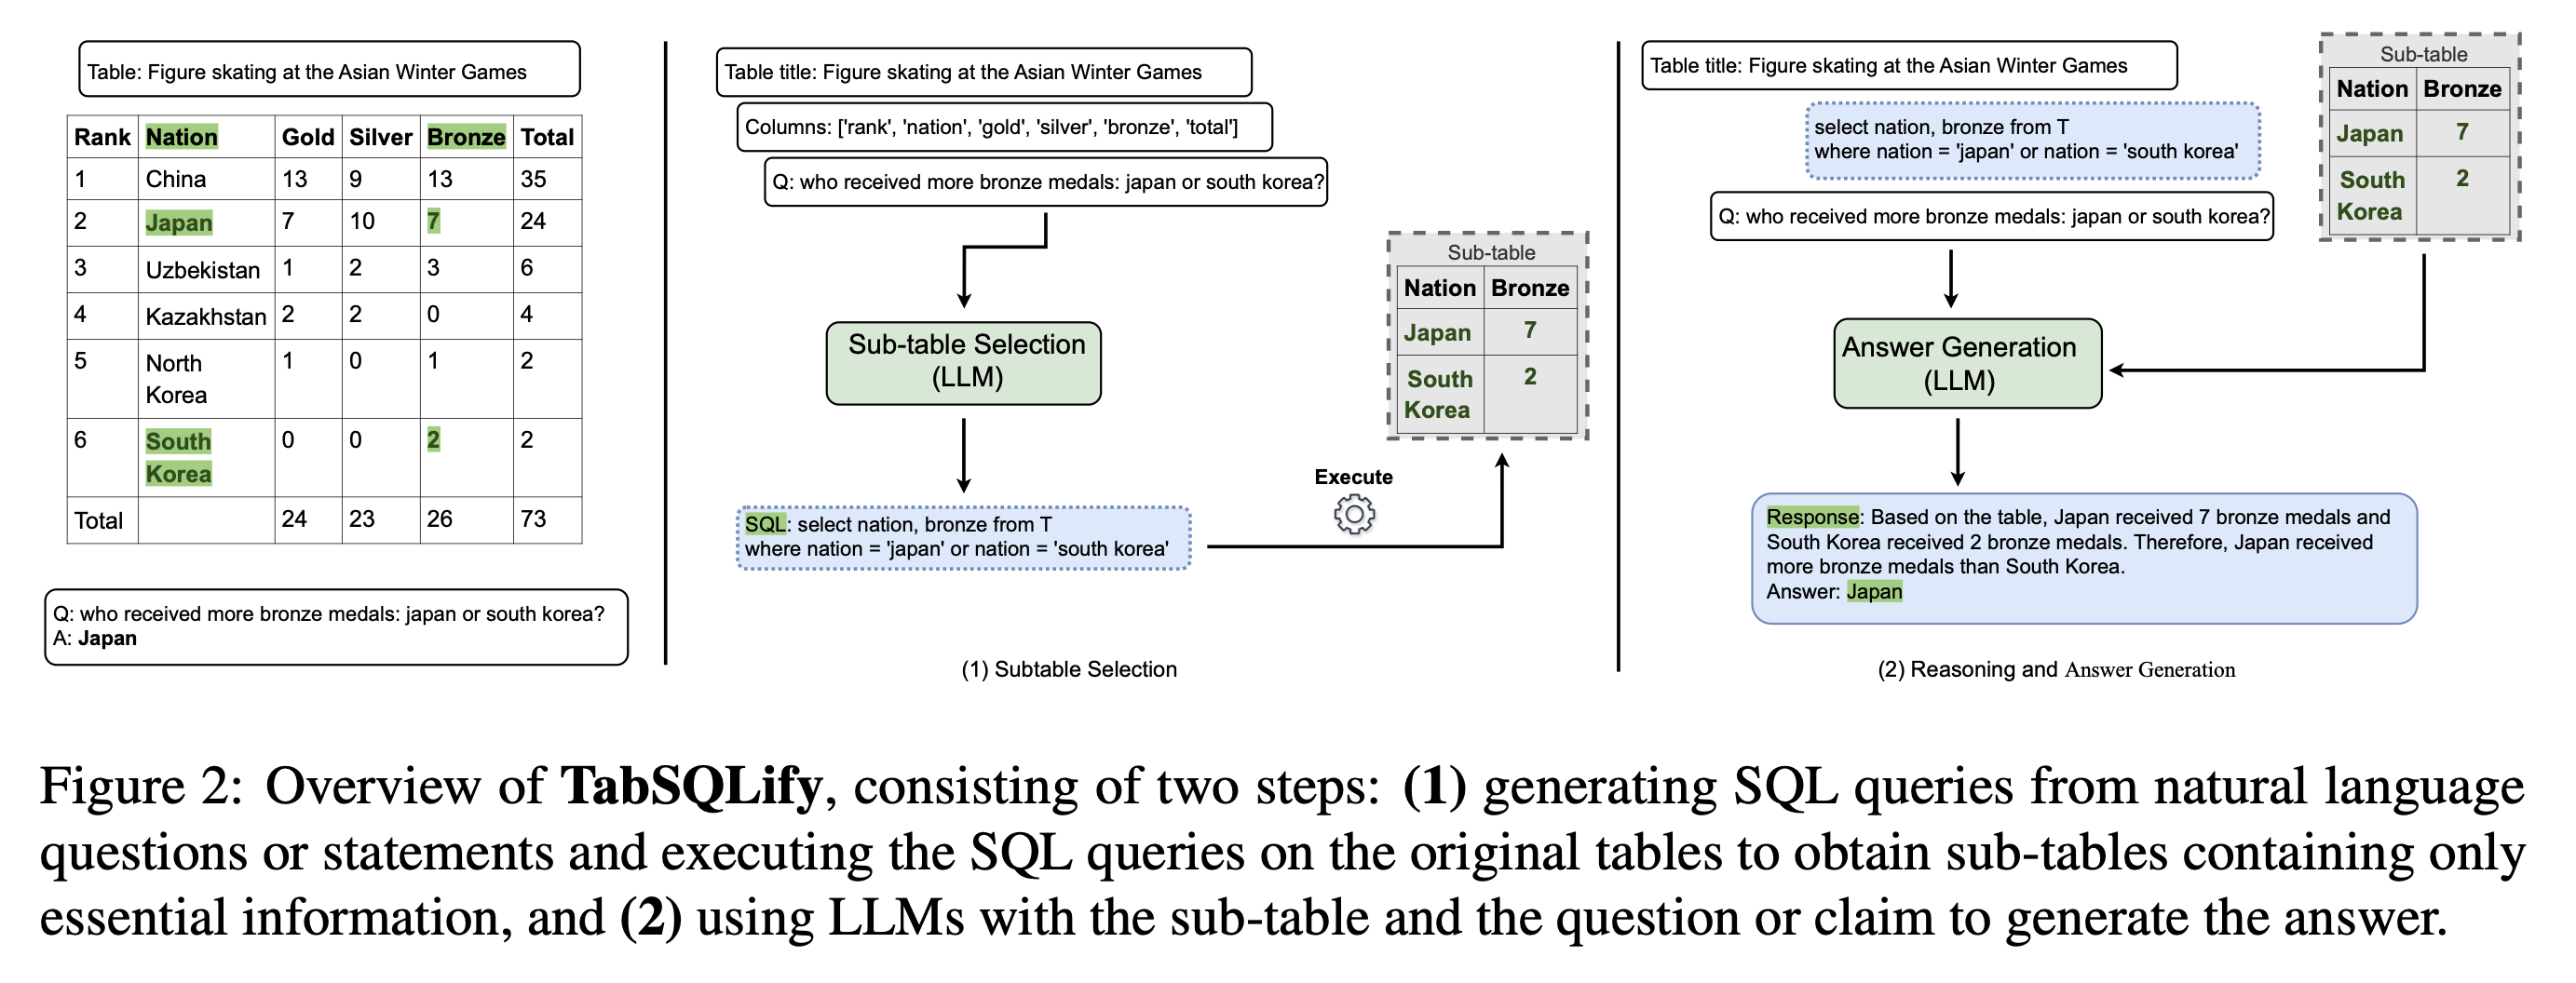 Table: Figure skating at the Asian Winter Games
Rank Nation Gold Silver Bronze Total
1 China 13 9 13 35
2 Japan 7 10 7 24
3 Uzbekistan 1 2 3 6
4 Kazakhstan 2 2 0 4
5 North 1 0 1 2
Korea
6 South 0 0 2 2
Korea
Total 24 23 26 73
Q: who received more bronze medals: japan or south korea?
A: Japan
Table title: Figure skating at the Asian Winter Games
Columns: ['rank', 'nation', 'gold', 'silver', 'bronze', 'total']
Q: who received more bronze medals: japan or south korea?
Sub-table Selection
(LLM)
SQL: select nation, bronze from T
where nation = 'japan' or nation = 'south korea'
Execute
Sub-table
Nation Bronze
Japan 7
South 2
Korea
(1) Subtable Selection
Table title: Figure skating at the Asian Winter Games
select nation, bronze from T
where nation = 'japan' or nation = 'south korea'
Q: who received more bronze medals: japan or south korea?
Sub-table
Nation Bronze
Japan 7
South 2
Korea
Answer Generation
(LLM)
Response: Based on the table, Japan received 7 bronze medals and
South Korea received 2 bronze medals. Therefore, Japan received
more bronze medals than South Korea.
Answer: Japan
(2) Reasoning and Answer Generation
Figure 2: Overview of TabSQLify, consisting of two steps: (1) generating SQL queries from natural language
questions or statements and executing the SQL queries on the original tables to obtain sub-tables containing only
essential information, and (2) using LLMs with the sub-table and the question or claim to generate the answer.